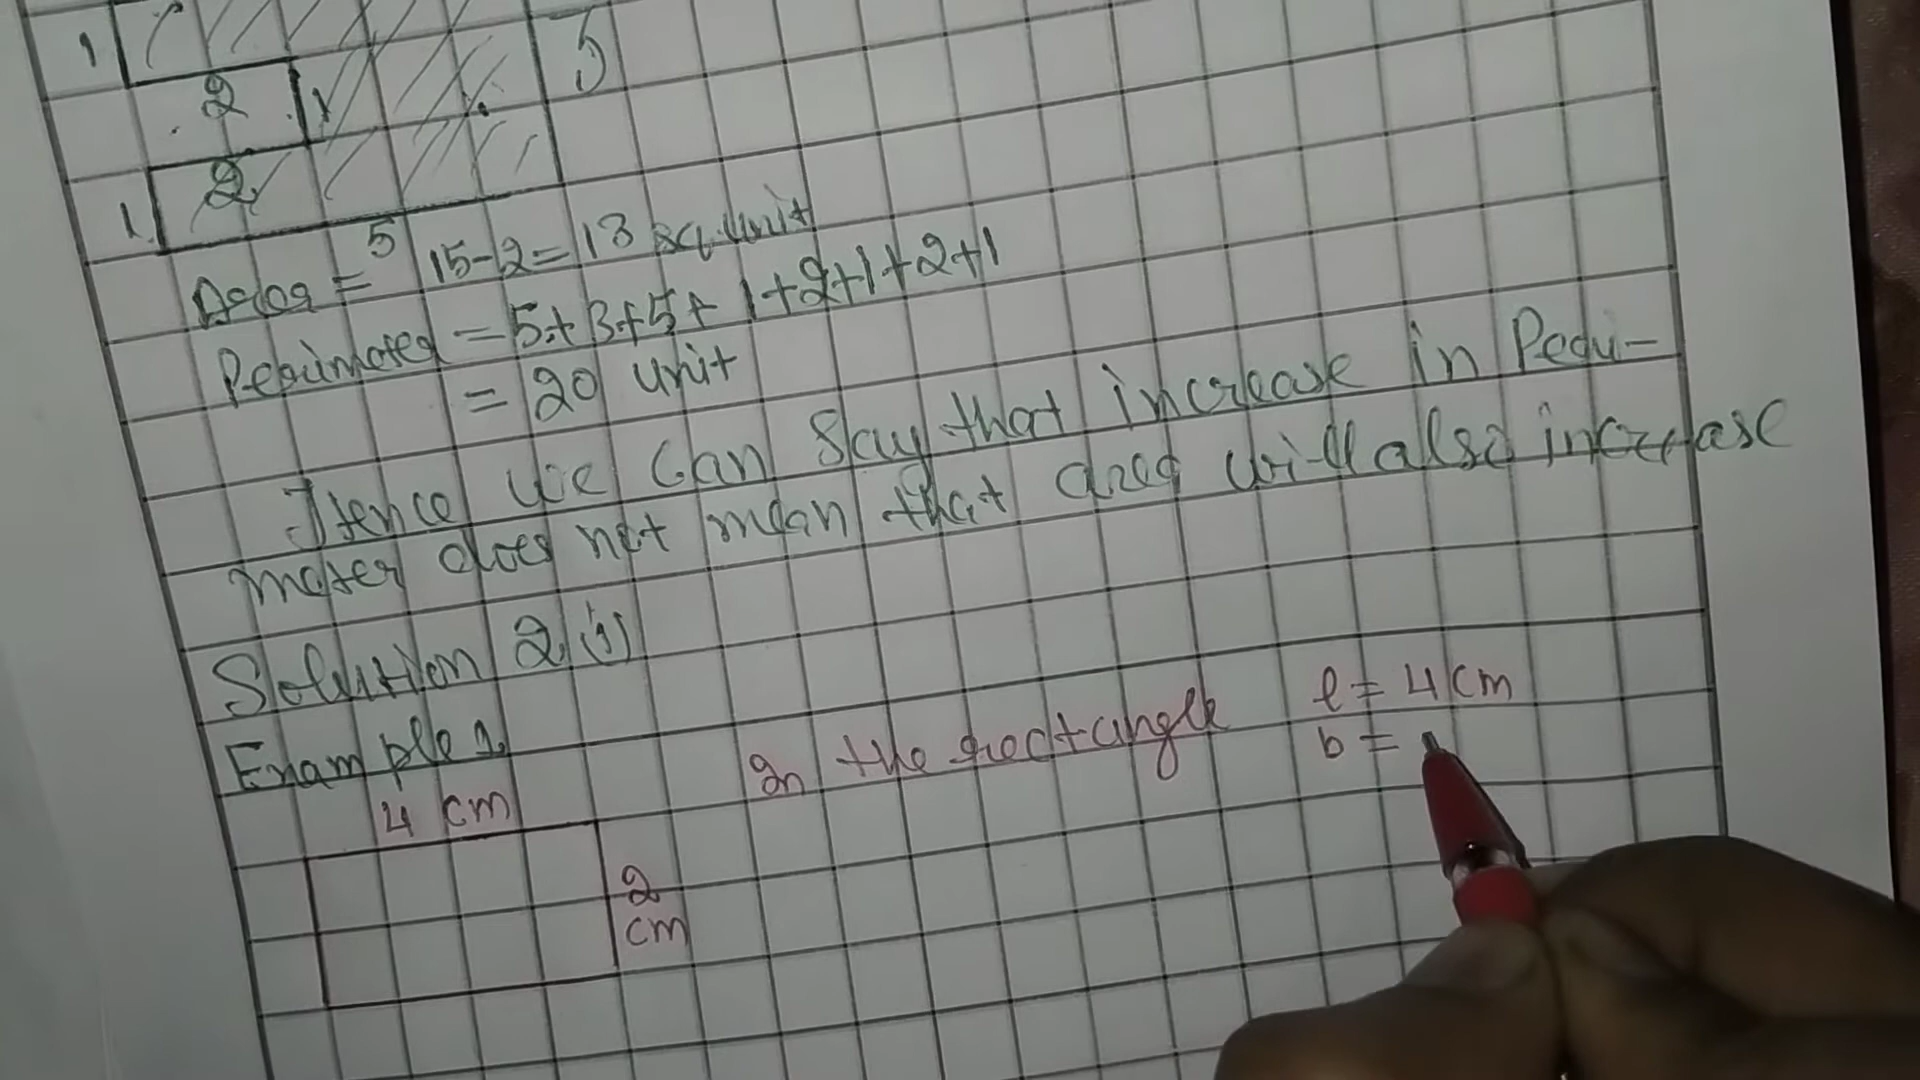 1
2 1
3
1 2
5
Area = 15-2=13 sq. unit
Perimeter = 5+3+5+1+2+1+2+1
= 20 unit
Hence we can say that increase in Peri-
meter does not mean that area will also increase
Solution 2.(1)
Example 1.
In the rectangle l = 4 cm
b =
4 cm
2
cm